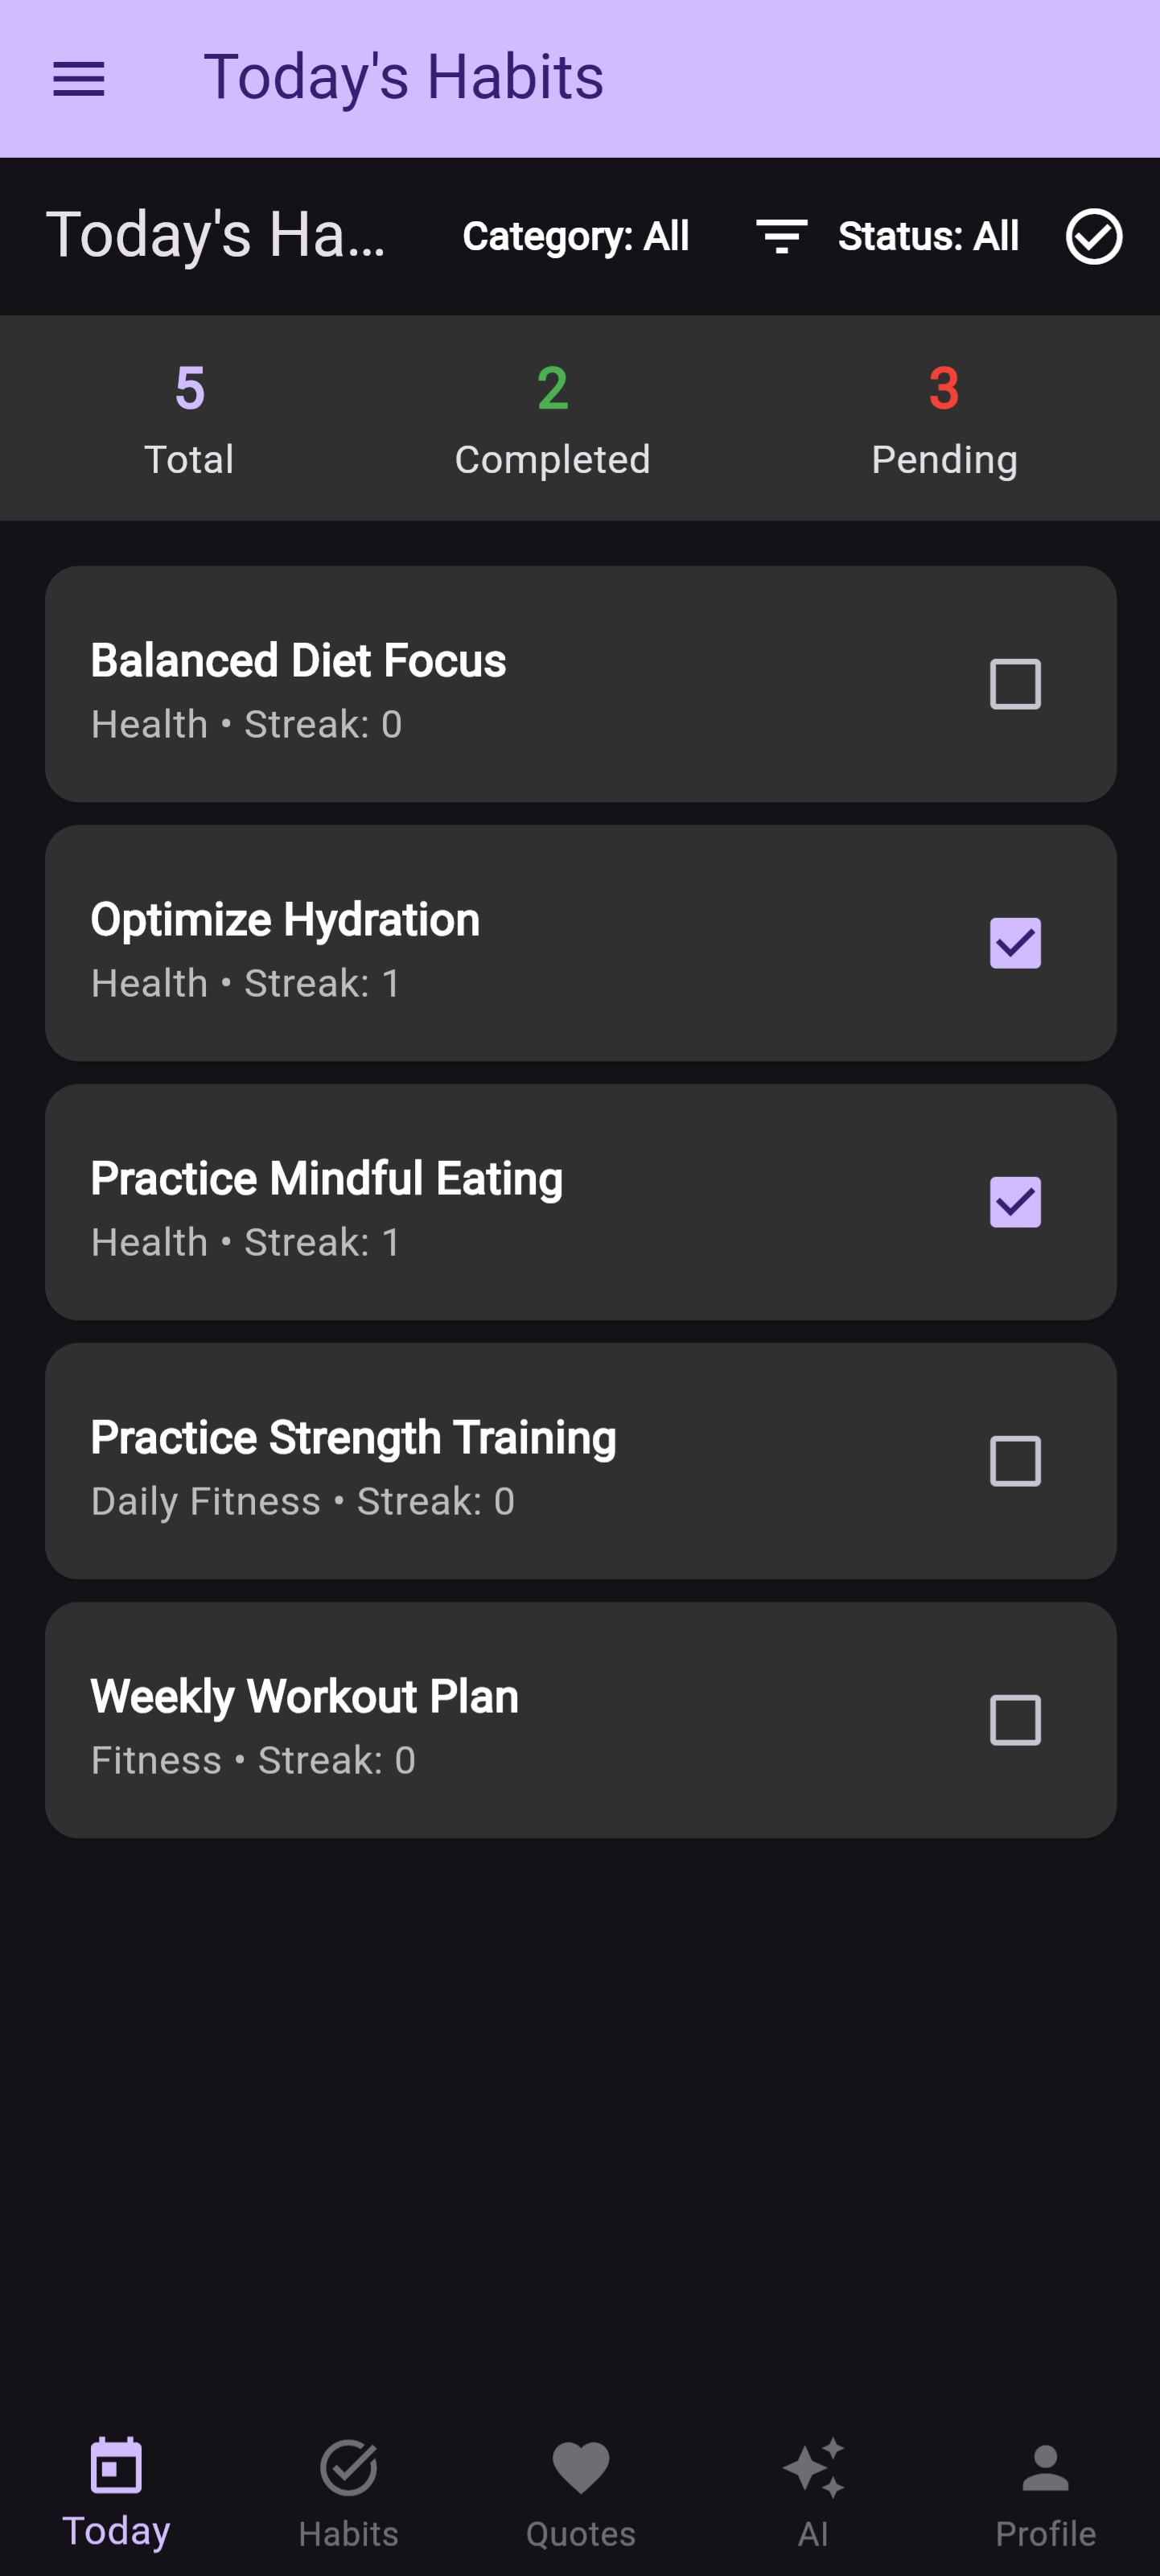 Today's Habits
Today's Ha... Category: All Status: All
5 2 3
Total Completed Pending
Balanced Diet Focus
Health • Streak: 0
Optimize Hydration
Health • Streak: 1
Practice Mindful Eating
Health • Streak: 1
Practice Strength Training
Daily Fitness • Streak: 0
Weekly Workout Plan
Fitness • Streak: 0
Today Habits Quotes AI Profile